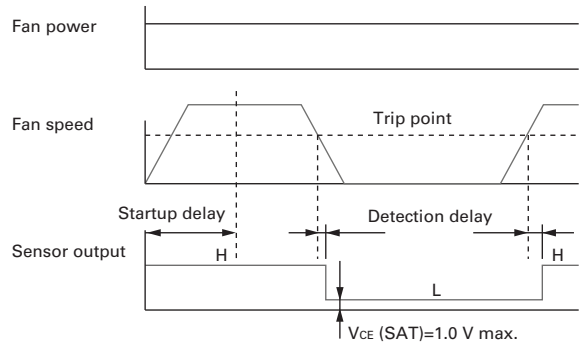 Fan power
Fan speed
Trip point
Startup delay
Detection delay
Sensor output
H
H
L
VCE (SAT)=1.0 V max.